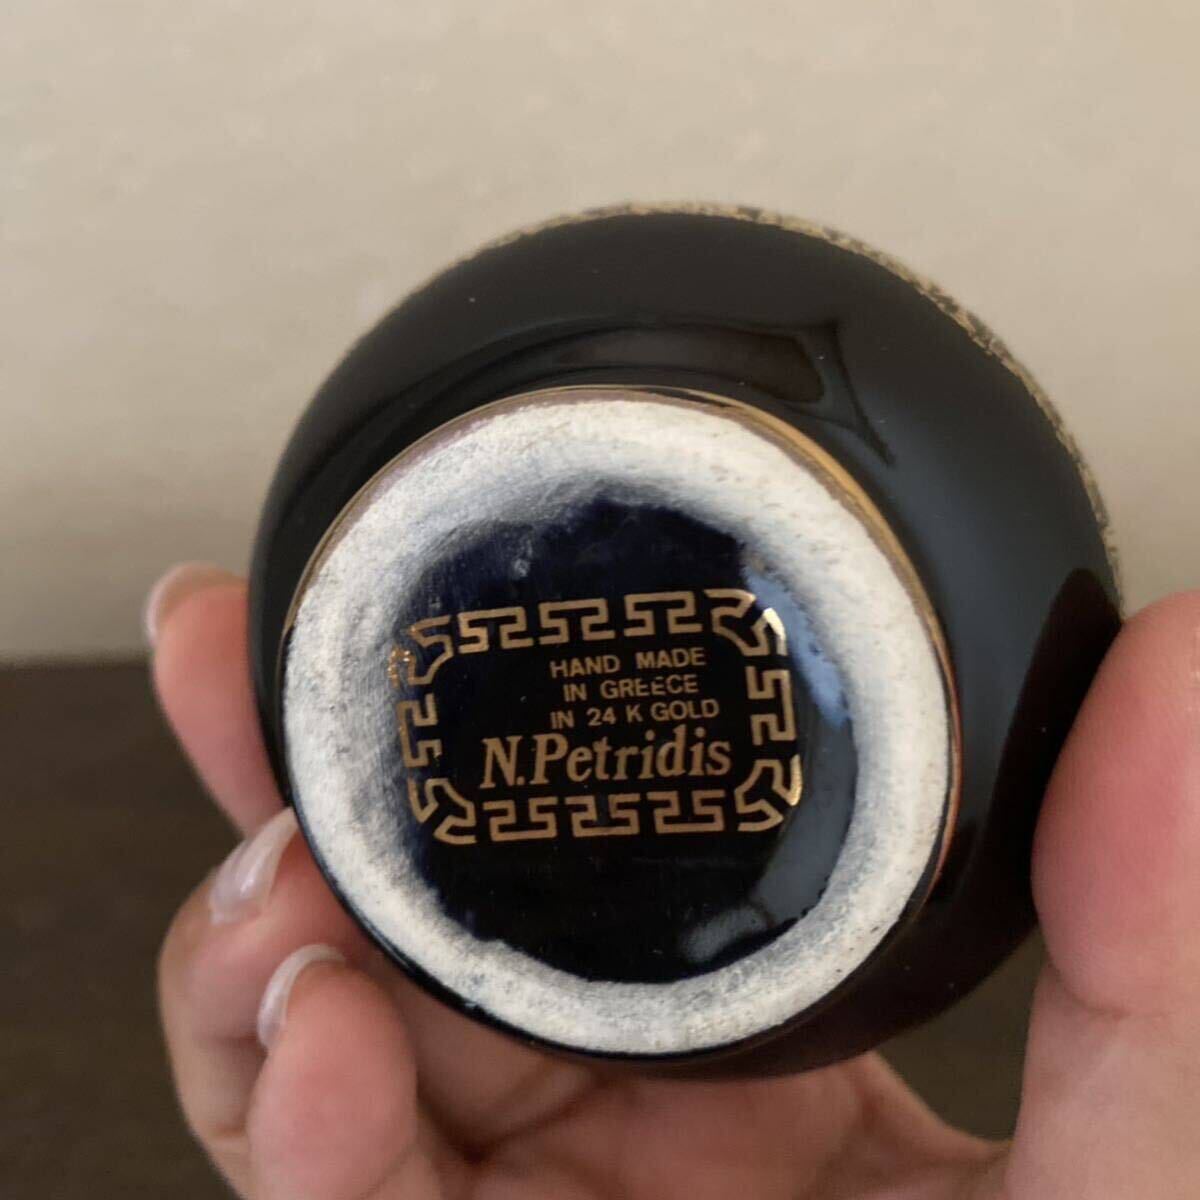 HAND MADE
IN GREECE
IN 24 K GOLD
N.Petridis